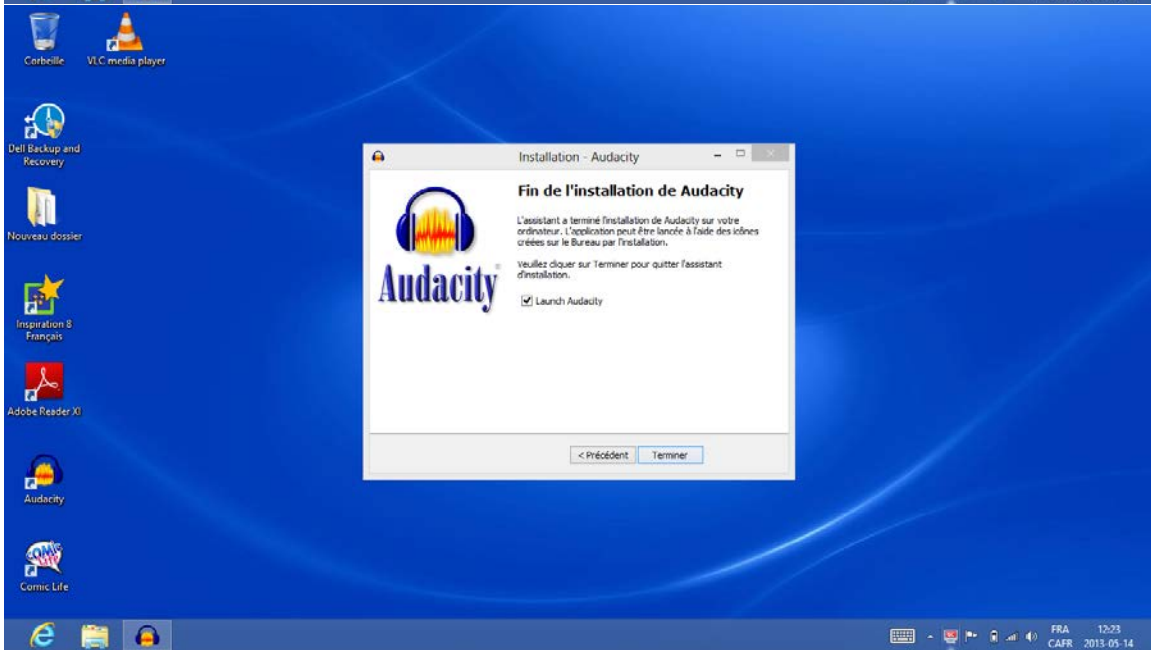 Corbeille
VLC media player
Dell Backup and
Recovery
Nouveau dossier
Inspiration 8
Français
Adobe Reader XI
Audacity
Comic Life
Installation - Audacity
Audacity
Fin de l'installation de Audacity
L'assistant a terminé l'installation de Audacity sur votre
ordinateur. L'application peut être lancée à l'aide des icônes
créées sur le Bureau par l'installation.
Veuillez cliquer sur Terminer pour quitter l'assistant
d'installation.
Launch Audacity
< Précédent
Terminer
FRA
CAFR
12:23
2013-05-14